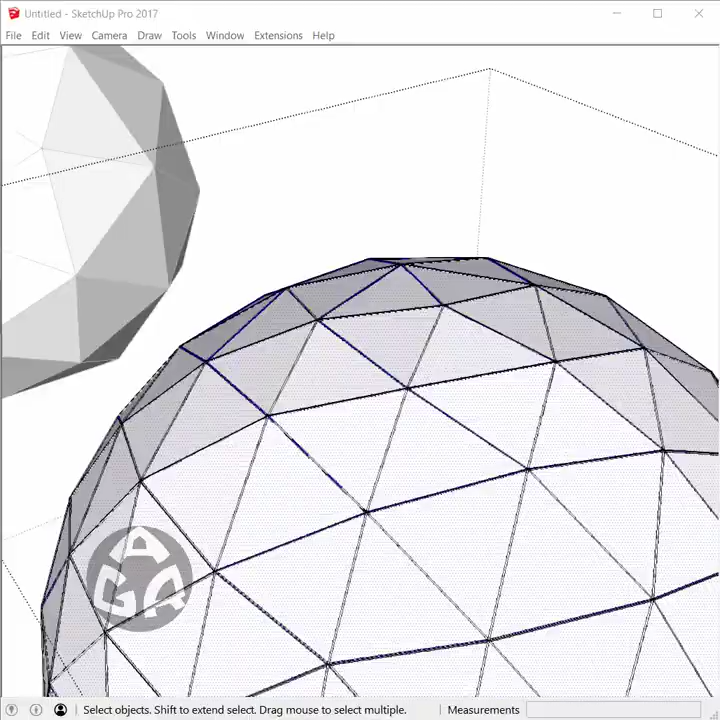 Untitled - SketchUp Pro 2017
File Edit View Camera Draw Tools Window Extensions Help
AGA
Select objects. Shift to extend select. Drag mouse to select multiple. Measurements